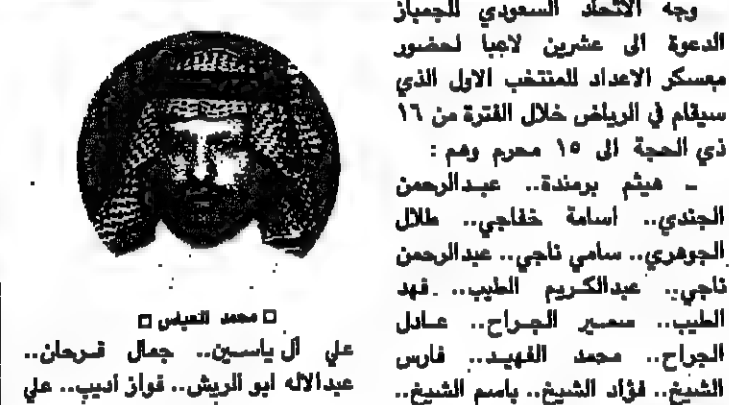 وجه الاتحاد السعودي للجمباز
الدعوة الى عشرين لاعبا لحضور
معسكر الاعداد للمنتخب الاول الذي
سيقام في الرياض خلال الفترة من ١٦
ذي الحجة الى ١٥ محرم وهم :
ـ هيثم برمندة.. عبدالرحمن
الجندي.. اسامة خفاجي.. طلال
الجوهري.. سامي ناجي.. عبدالرحمن
ناجي.. عبدالكريم الطيب.. فهد
الطيب.. سمير الجراح.. عادل
الجراح.. محمد الفهيد.. فارس
الشيخ.. فؤاد الشيخ.. باسم الشيخ..
□ محمد العباس □
علي آل ياسين.. جمال قرحان..
عبدالاله ابو الريش.. فواز أديب.. علي